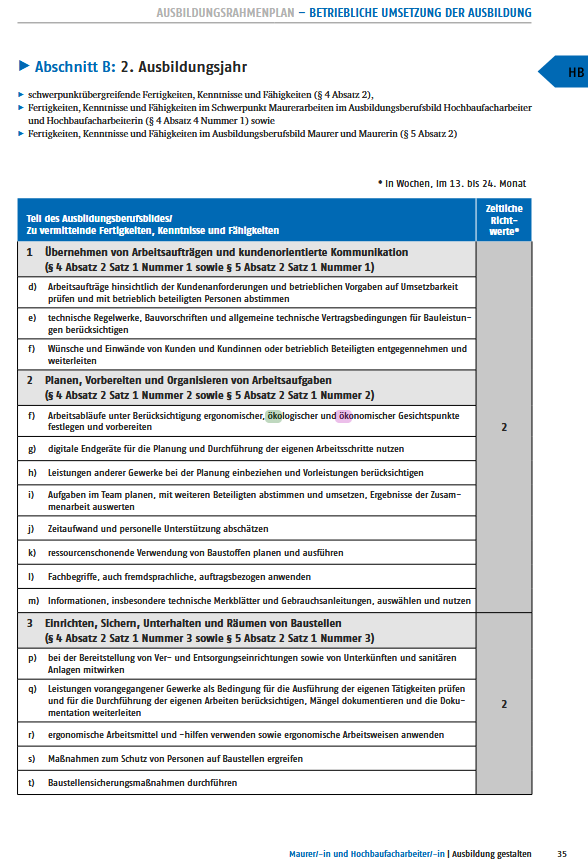 AUSBILDUNGSRAHMENPLAN – BETRIEBLICHE UMSETZUNG DER AUSBILDUNG
HB
▶ Abschnitt B: 2. Ausbildungsjahr
▶ schwerpunktübergreifende Fertigkeiten, Kenntnisse und Fähigkeiten (§ 4 Absatz 2),
▶ Fertigkeiten, Kenntnisse und Fähigkeiten im Schwerpunkt Maurerarbeiten im Ausbildungsberufsbild Hochbaufacharbeiter
und Hochbaufacharbeiterin (§ 4 Absatz 4 Nummer 1) sowie
▶ Fertigkeiten, Kenntnisse und Fähigkeiten im Ausbildungsberufsbild Maurer und Maurerin (§ 5 Absatz 2)
* in Wochen, im 13. bis 24. Monat
Teil des Ausbildungsberufsbildes/
Zu vermittelnde Fertigkeiten, Kenntnisse und Fähigkeiten
Zeitliche
Richt-
werte*
1 Übernehmen von Arbeitsaufträgen und kundenorientierte Kommunikation
(§ 4 Absatz 2 Satz 1 Nummer 1 sowie § 5 Absatz 2 Satz 1 Nummer 1)
d) Arbeitsaufträge hinsichtlich der Kundenanforderungen und betrieblichen Vorgaben auf Umsetzbarkeit
prüfen und mit betrieblich beteiligten Personen abstimmen
e) technische Regelwerke, Bauvorschriften und allgemeine technische Vertragsbedingungen für Bauleistun-
gen berücksichtigen
f) Wünsche und Einwände von Kunden und Kundinnen oder betrieblich Beteiligten entgegennehmen und
weiterleiten
2 Planen, Vorbereiten und Organisieren von Arbeitsaufgaben
(§ 4 Absatz 2 Satz 1 Nummer 2 sowie § 5 Absatz 2 Satz 1 Nummer 2)
f) Arbeitsabläufe unter Berücksichtigung ergonomischer, ökologischer und ökonomischer Gesichtspunkte
festlegen und vorbereiten
2
g) digitale Endgeräte für die Planung und Durchführung der eigenen Arbeitsschritte nutzen
h) Leistungen anderer Gewerke bei der Planung einbeziehen und Vorleistungen berücksichtigen
i) Aufgaben im Team planen, mit weiteren Beteiligten abstimmen und umsetzen, Ergebnisse der Zusam-
menarbeit auswerten
j) Zeitaufwand und personelle Unterstützung abschätzen
k) ressourcenschonende Verwendung von Baustoffen planen und ausführen
l) Fachbegriffe, auch fremdsprachliche, auftragsbezogen anwenden
m) Informationen, insbesondere technische Merkblätter und Gebrauchsanleitungen, auswählen und nutzen
3 Einrichten, Sichern, Unterhalten und Räumen von Baustellen
(§ 4 Absatz 2 Satz 1 Nummer 3 sowie § 5 Absatz 2 Satz 1 Nummer 3)
p) bei der Bereitstellung von Ver- und Entsorgungseinrichtungen sowie von Unterkünften und sanitären
Anlagen mitwirken
q) Leistungen vorangegangener Gewerke als Bedingung für die Ausführung der eigenen Tätigkeiten prüfen
und für die Durchführung der eigenen Arbeiten berücksichtigen, Mängel dokumentieren und die Doku-
mentation weiterleiten
2
r) ergonomische Arbeitsmittel und -hilfen verwenden sowie ergonomische Arbeitsweisen anwenden
s) Maßnahmen zum Schutz von Personen auf Baustellen ergreifen
t) Baustellensicherungsmaßnahmen durchführen
Maurer/-in und Hochbaufacharbeiter/-in | Ausbildung gestalten 35